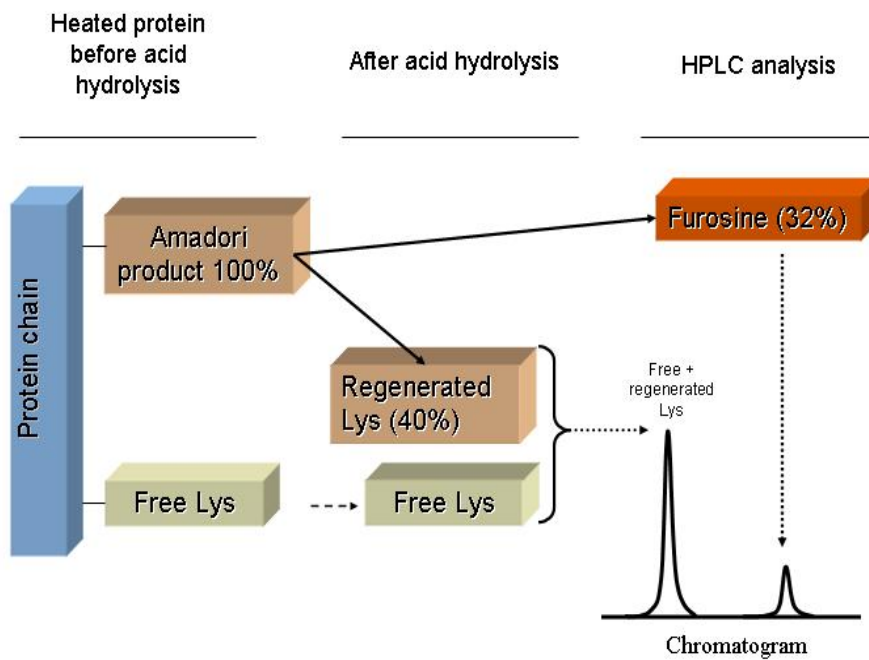 Heated protein
before acid
hydrolysis
After acid hydrolysis
HPLC analysis
Protein chain
Amadori
product 100%
Furosine (32%)
Regenerated
Lys (40%)
Free +
regenerated
Lys
Free Lys
Free Lys
Chromatogram